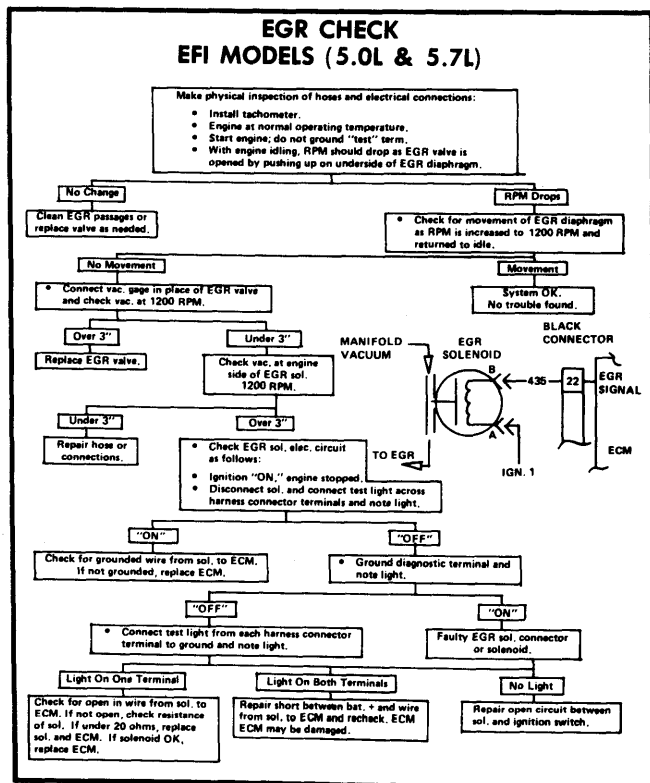 EGR CHECK
EFI MODELS (5.0L & 5.7L)
Make physical inspection of hoses and electrical connections:
• Install tachometer.
• Engine at normal operating temperature.
• Start engine; do not ground "test" term.
• With engine idling, RPM should drop as EGR valve is
opened by pushing up on underside of EGR diaphragm.
No Change
RPM Drops
Clean EGR passages or
replace valve as needed.
• Check for movement of EGR diaphragm
as RPM is increased to 1200 RPM and
returned to idle.
No Movement
Movement
• Connect vac. gage in place of EGR valve
and check vac. at 1200 RPM.
System OK.
No trouble found.
Over 3"
Under 3"
Replace EGR valve.
Check vac. at engine
side of EGR sol.
1200 RPM.
MANIFOLD
VACUUM
EGR
SOLENOID
BLACK
CONNECTOR
B
435
22
EGR
SIGNAL
A
TO EGR
IGN. 1
ECM
Under 3"
Over 3"
Repair hose or
connections.
• Check EGR sol. elec. circuit
as follows:
• Ignition "ON," engine stopped.
• Disconnect sol. and connect test light across
harness connector terminals and note light.
"ON"
"OFF"
Check for grounded wire from sol. to ECM.
If not grounded, replace ECM.
• Ground diagnostic terminal and
note light.
"OFF"
"ON"
• Connect test light from each harness connector
terminal to ground and note light.
Faulty EGR sol. connector
or solenoid.
Light On One Terminal
Light On Both Terminals
No Light
Check for open in wire from sol. to
ECM. If not open, check resistance
of sol. If under 20 ohms, replace
sol. and ECM. If solenoid OK,
replace ECM.
Repair short between bat. + and wire
from sol. to ECM and recheck. ECM
ECM may be damaged.
Repair open circuit between
sol. and ignition switch.